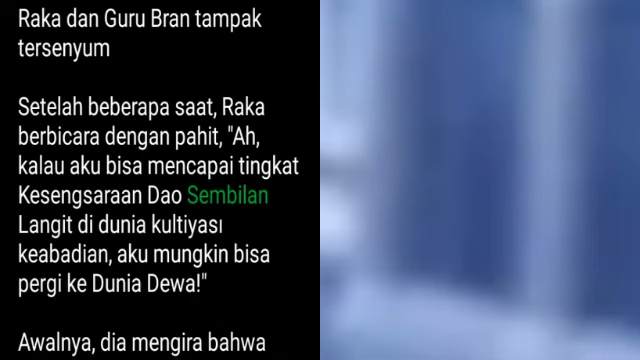 Raka dan Guru Bran tampak
tersenyum
Setelah beberapa saat, Raka
berbicara dengan pahit, "Ah,
kalau aku bisa mencapai tingkat
Kesengsaraan Dao Sembilan
Langit di dunia kultiyası
keabadian, aku mungkin bisa
pergi ke Dunia Dewa!"
Awalnya, dia mengira bahwa